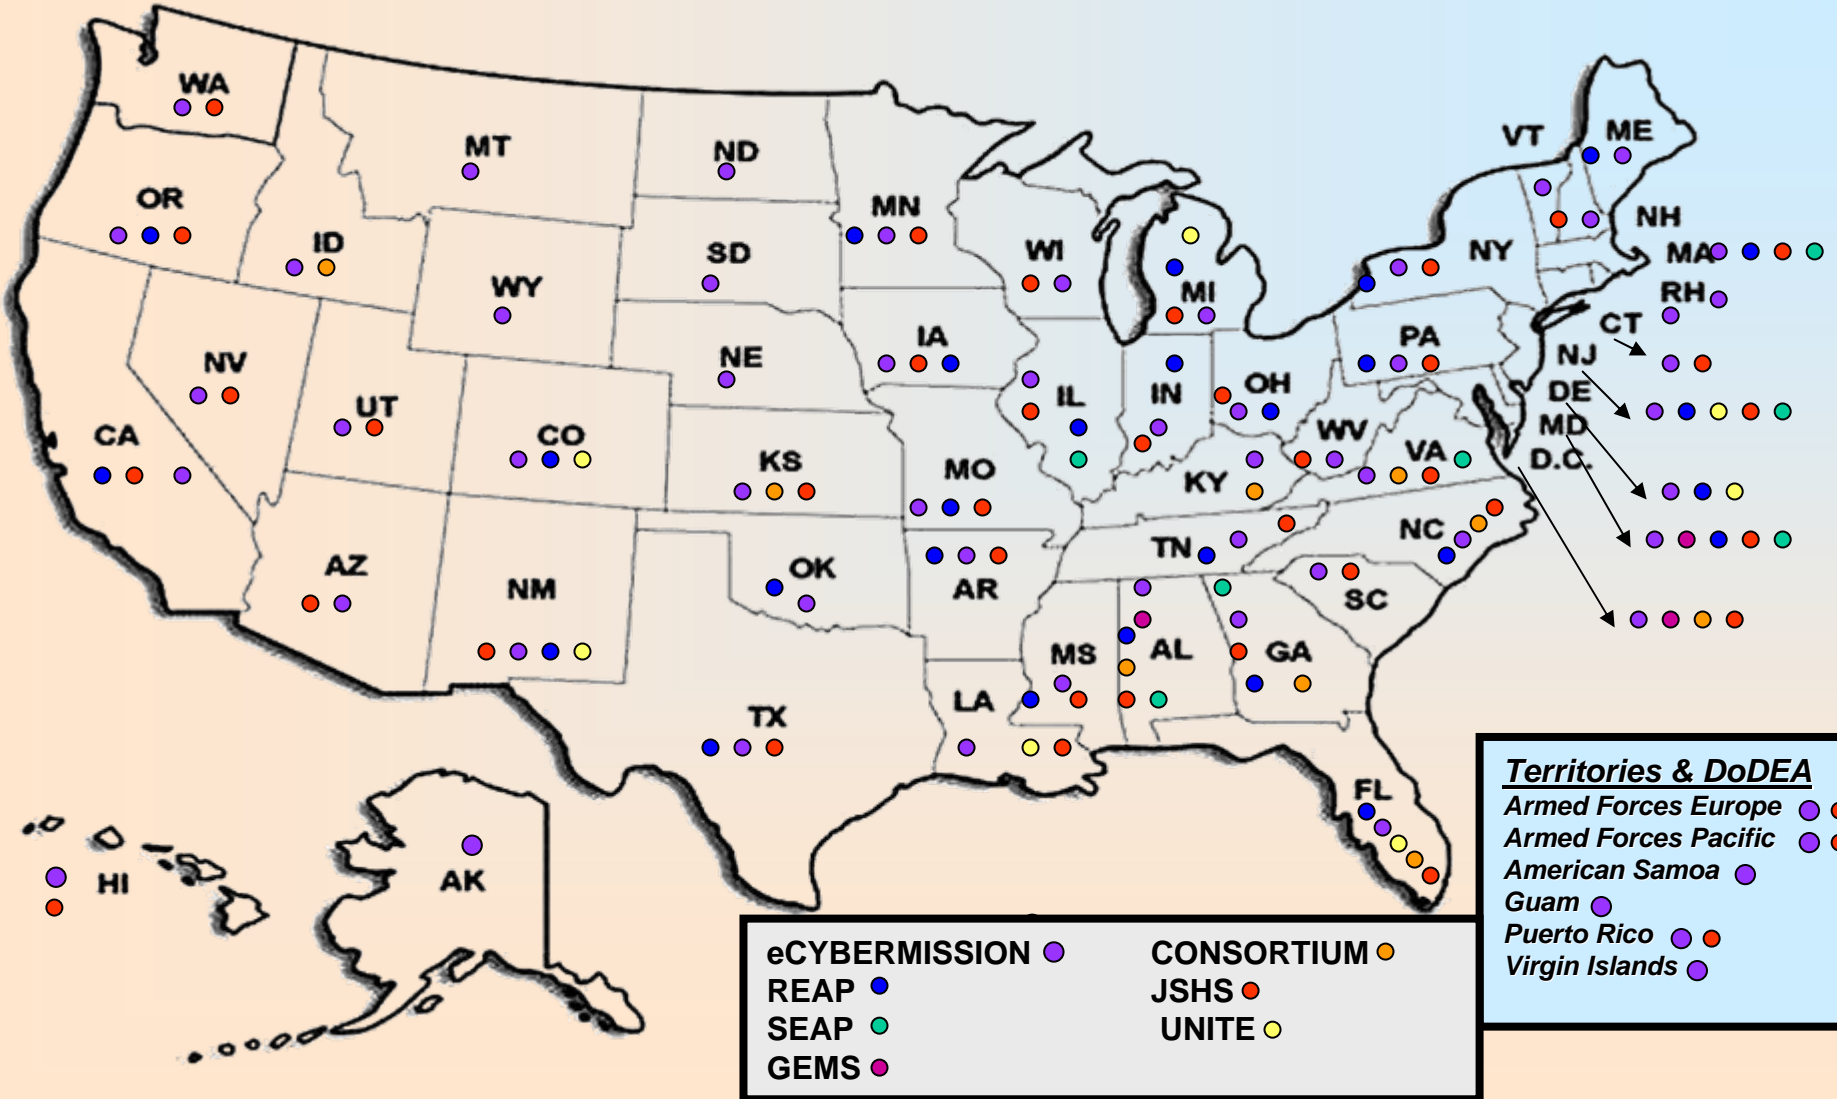 WA
MT
ND
VT
ME
OR
MN
NH
ID
SD
WI
NY
MA
WY
MI
RH
CT
IA
PA
NJ
NV
NE
OH
DE
UT
IL
IN
MD
CA
CO
WV
VA
D.C.
KS
MO
KY
NC
TN
AZ
OK
NM
AR
SC
MS
AL
GA
LA
TX
FL
HI
AK
Territories & DoDEA
Armed Forces Europe
Armed Forces Pacific
American Samoa
Guam
Puerto Rico
Virgin Islands
eCYBERMISSION
CONSORTIUM
REAP
JSHS
SEAP
UNITE
GEMS